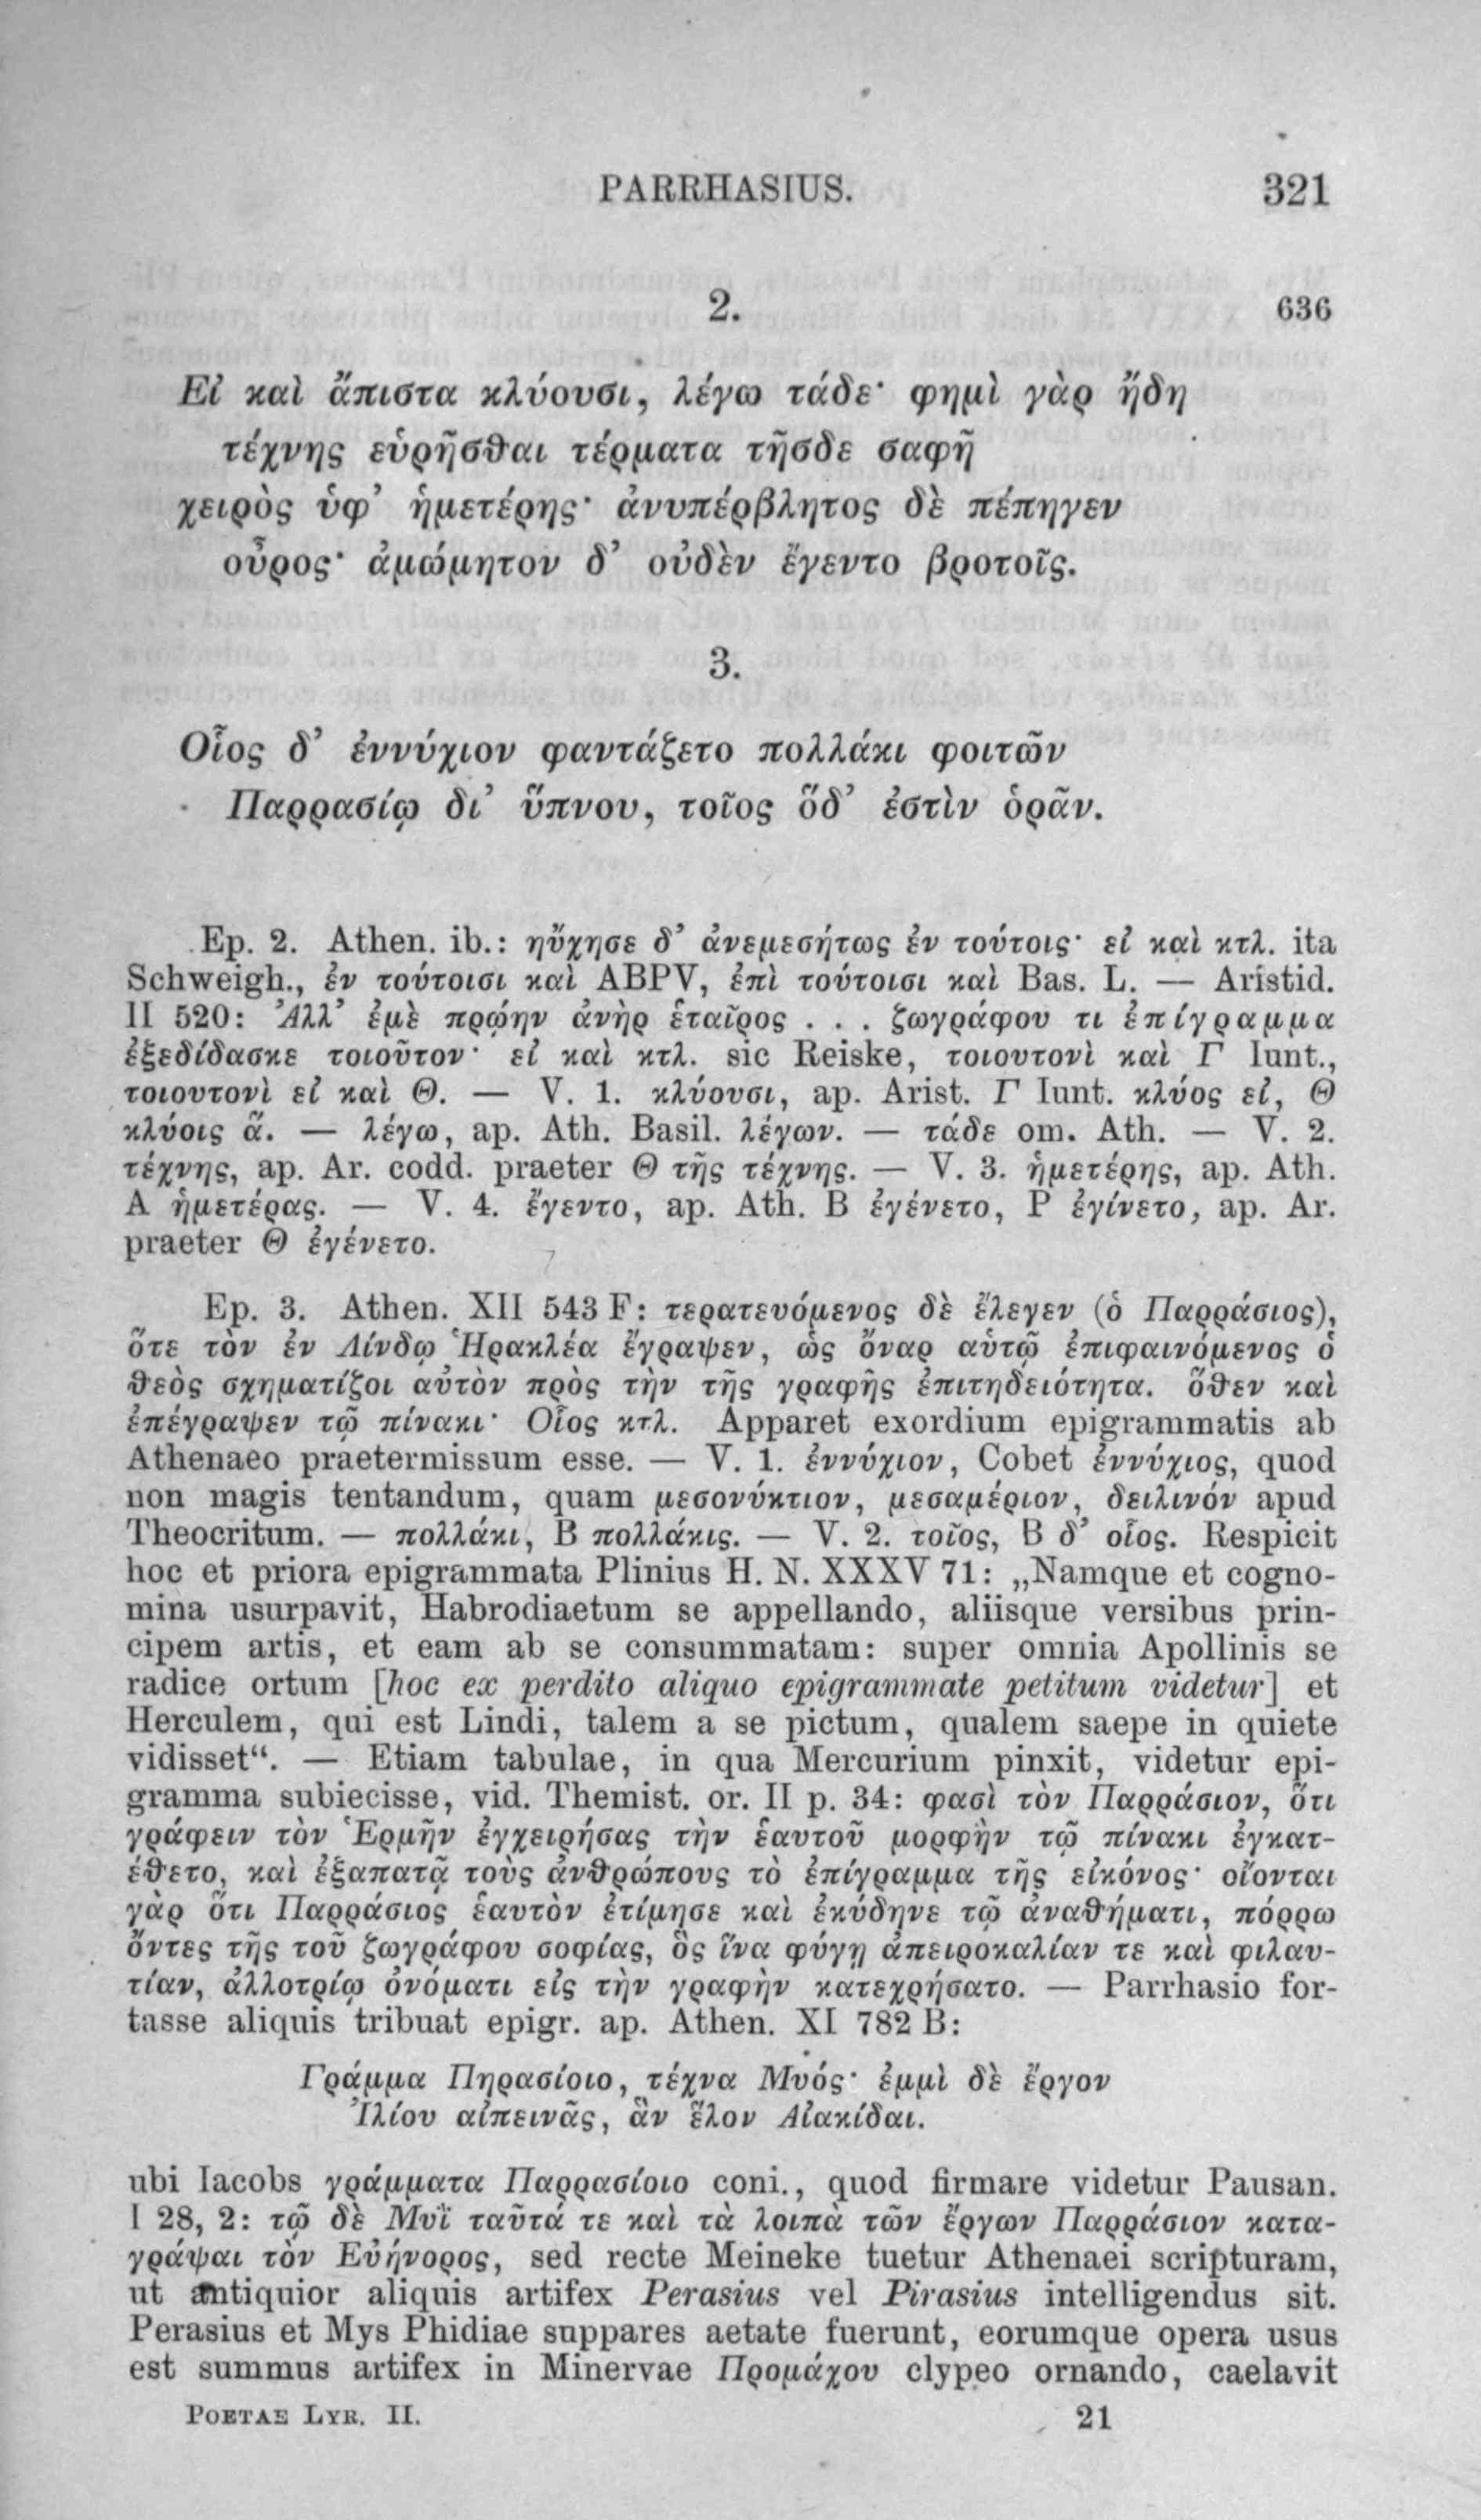 PARRHASIUS. 321
2. 636
Εἰ καὶ ἄπιστα κλύουσι, λέγω τάδε· φημὶ γὰρ ἤδη
τέχνης εὑρῆσθαι τέρματα τῆσδε σαφῆ
χειρὸς ὑφ’ ἡμετέρης· ἀνυπέρβλητος δὲ πέπηγεν
οὖρος· ἀμώμητον δ’ οὐδὲν ἔγεντο βροτοῖς.
3.
Οἷος δ’ ἐννύχιον φαντάζετο πολλάκι φοιτῶν
Παρρασίῳ δι’ ὕπνου, τοῖος ὅδ’ ἐστὶν ὁρᾶν.
Ep. 2. Athen. ib.: ηὔχησε δ’ ἀνεμεσήτως ἐν τούτοις· εἰ καὶ κτλ. ita
Schweigh., ἐν τούτοισι καὶ ABPV, ἐπὶ τούτοισι καὶ Bas. L. — Aristid.
II 520: Ἀλλ’ ἐμὲ πρῴην ἀνὴρ ἑταῖρος . . . ζωγράφου τι ἐπίγραμμα
ἐξεδίδασκε τοιοῦτον· εἰ καὶ κτλ. sic Reiske, τοιουτονὶ καὶ Γ Iunt.,
τοιουτονὶ εἰ καὶ Θ. — V. 1. κλύουσι, ap. Arist. Γ Iunt. κλύος εἰ, Θ
κλύοις ἅ. — λέγω, ap. Ath. Basil. λέγων. — τάδε om. Ath. — V. 2.
τέχνης, ap. Ar. codd. praeter Θ τῆς τέχνης. — V. 3. ἡμετέρης, ap. Ath.
A ἡμετέρας. — V. 4. ἔγεντο, ap. Ath. B ἐγένετο, P ἐγίνετο, ap. Ar.
praeter Θ ἐγένετο.
Ep. 3. Athen. XII 543 F: τερατευόμενος δὲ ἔλεγεν (ὁ Παρράσιος),
ὅτε τὸν ἐν Λίνδῳ Ἡρακλέα ἔγραψεν, ὡς ὄναρ αὐτῷ ἐπιφαινόμενος ὁ
θεὸς σχηματίζοι αὐτὸν πρὸς τὴν τῆς γραφῆς ἐπιτηδειότητα. ὅθεν καὶ
ἐπέγραψεν τῷ πίνακι· Οἷος κτλ. Apparet exordium epigrammatis ab
Athenaeo praetermissum esse. — V. 1. ἐννύχιον, Cobet ἐννύχιος, quod
non magis tentandum, quam μεσονύκτιον, μεσαμέριον, δειλινόν apud
Theocritum. — πολλάκι, B πολλάκις. — V. 2. τοῖος, B δ’ οἷος. Respicit
hoc et priora epigrammata Plinius H. N. XXXV 71: „Namque et cogno-
mina usurpavit, Habrodiaetum se appellando, aliisque versibus prin-
cipem artis, et eam ab se consummatam: super omnia Apollinis se
radice ortum [hoc ex perdito aliquo epigrammate petitum videtur] et
Herculem, qui est Lindi, talem a se pictum, qualem saepe in quiete
vidisset“. — Etiam tabulae, in qua Mercurium pinxit, videtur epi-
gramma subiecisse, vid. Themist. or. II p. 34: φασὶ τὸν Παρράσιον, ὅτι
γράφειν τὸν Ἑρμῆν ἐγχειρήσας τὴν ἑαυτοῦ μορφὴν τῷ πίνακι ἐγκατ-
έθετο, καὶ ἐξαπατᾷ τοὺς ἀνθρώπους τὸ ἐπίγραμμα τῆς εἰκόνος· οἴονται
γὰρ ὅτι Παρράσιος ἑαυτὸν ἐτίμησε καὶ ἐκύδηνε τῷ ἀναθήματι, πόρρω
ὄντες τῆς τοῦ ζωγράφου σοφίας, ὃς ἵνα φύγῃ ἀπειροκαλίαν τε καὶ φιλαυ-
τίαν, ἀλλοτρίῳ ὀνόματι εἰς τὴν γραφὴν κατεχρήσατο. — Parrhasio for-
tasse aliquis tribuat epigr. ap. Athen. XI 782 B:
Γράμμα Πηρασίοιο, τέχνα Μυός· ἐμμὶ δὲ ἔργον
Ἰλίου αἰπεινᾶς, ἃν ἕλον Αἰακίδαι.
ubi Iacobs γράμματα Παρρασίοιο coni., quod firmare videtur Pausan.
I 28, 2: τῷ δὲ Μυῒ ταῦτά τε καὶ τὰ λοιπὰ τῶν ἔργων Παρράσιον κατα-
γράψαι τὸν Εὐήνορος, sed recte Meineke tuetur Athenaei scripturam,
ut antiquior aliquis artifex Perasius vel Pirasius intelligendus sit.
Perasius et Mys Phidiae suppares aetate fuerunt, eorumque opera usus
est summus artifex in Minervae Προμάχου clypeo ornando, caelavit
POETAE LYR. II. 21